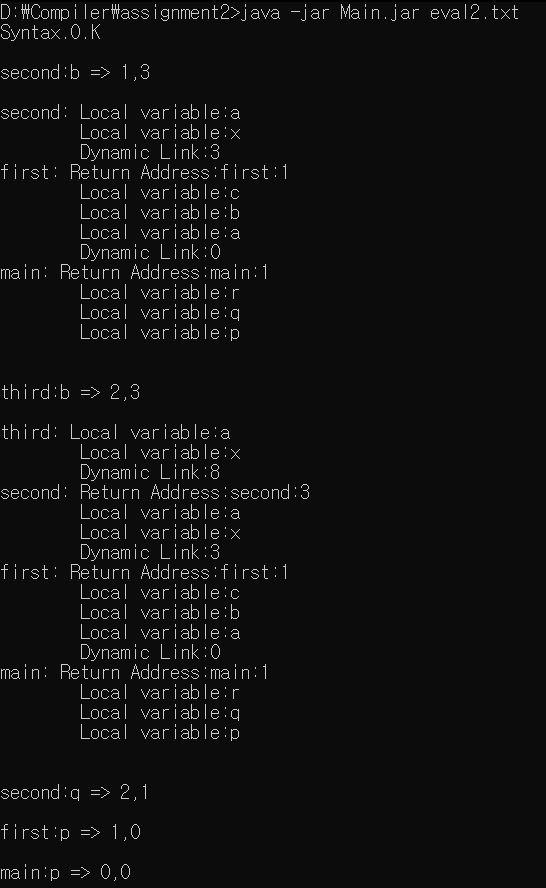 D:₩Compiler₩assignment2>java -jar Main.jar eval2.txt
Syntax.O.K
second:b => 1,3
second: Local variable:a
Local variable:x
Dynamic Link:3
first: Return Address:first:1
Local variable:c
Local variable:b
Local variable:a
Dynamic Link:0
main: Return Address:main:1
Local variable:r
Local variable:q
Local variable:p
third:b => 2,3
third: Local variable:a
Local variable:x
Dynamic Link:8
second: Return Address:second:3
Local variable:a
Local variable:x
Dynamic Link:3
first: Return Address:first:1
Local variable:c
Local variable:b
Local variable:a
Dynamic Link:0
main: Return Address:main:1
Local variable:r
Local variable:q
Local variable:p
second:q => 2,1
first:p => 1,0
main:p => 0,0